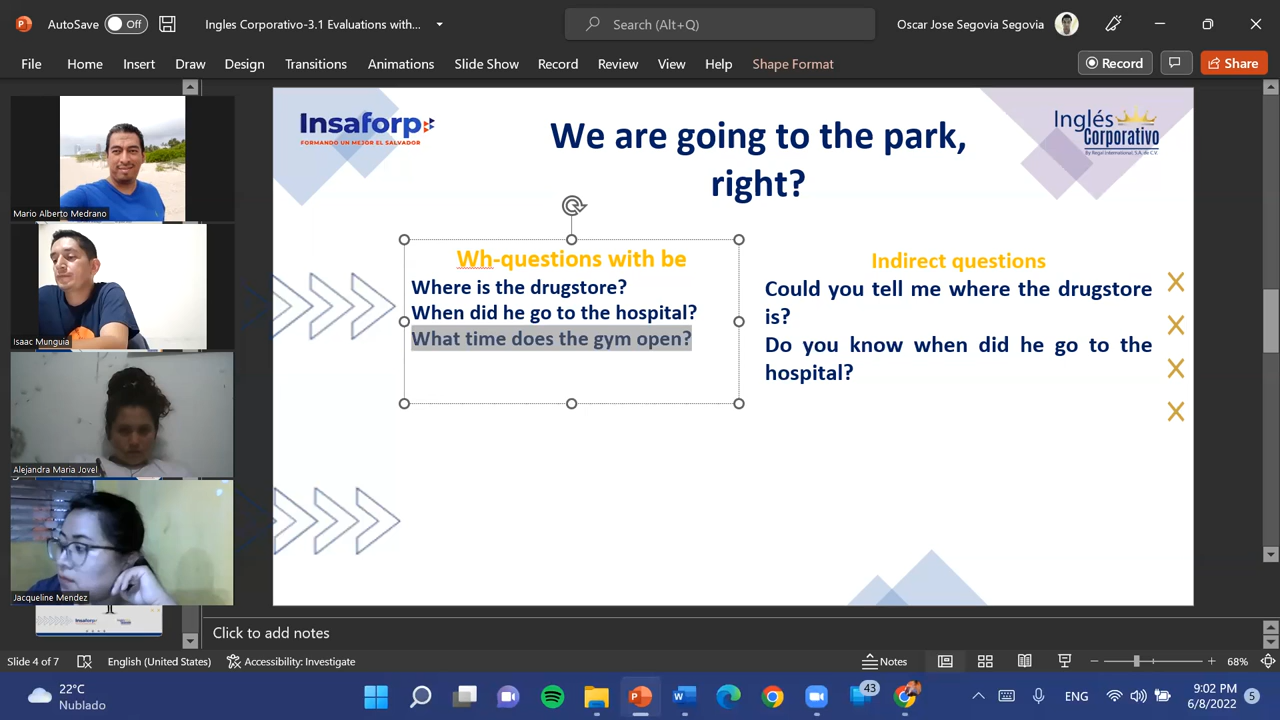 AutoSave Off Ingles Corporativo-3.1 Evaluations with... Search (Alt+Q) Oscar Jose Segovia Segovia
File Home Insert Draw Design Transitions Animations Slide Show Record Review View Help Shape Format Record Share
Mario Alberto Medrano
Isaac Munguia
Alejandra María Jovel
Jacqueline Mendez
Insaforp
FORMANDO UN MEJOR EL SALVADOR
Inglés
Corporativo
By Regal International, S.A. de C.V.
We are going to the park,
right?
Wh-questions with be
Where is the drugstore?
When did he go to the hospital?
What time does the gym open?
Indirect questions
Could you tell me where the drugstore
is?
Do you know when did he go to the
hospital?
Click to add notes
Slide 4 of 7 English (United States) Accessibility: Investigate Notes 68%
22°C
Nublado
43
ENG
9:02 PM
6/8/2022
5